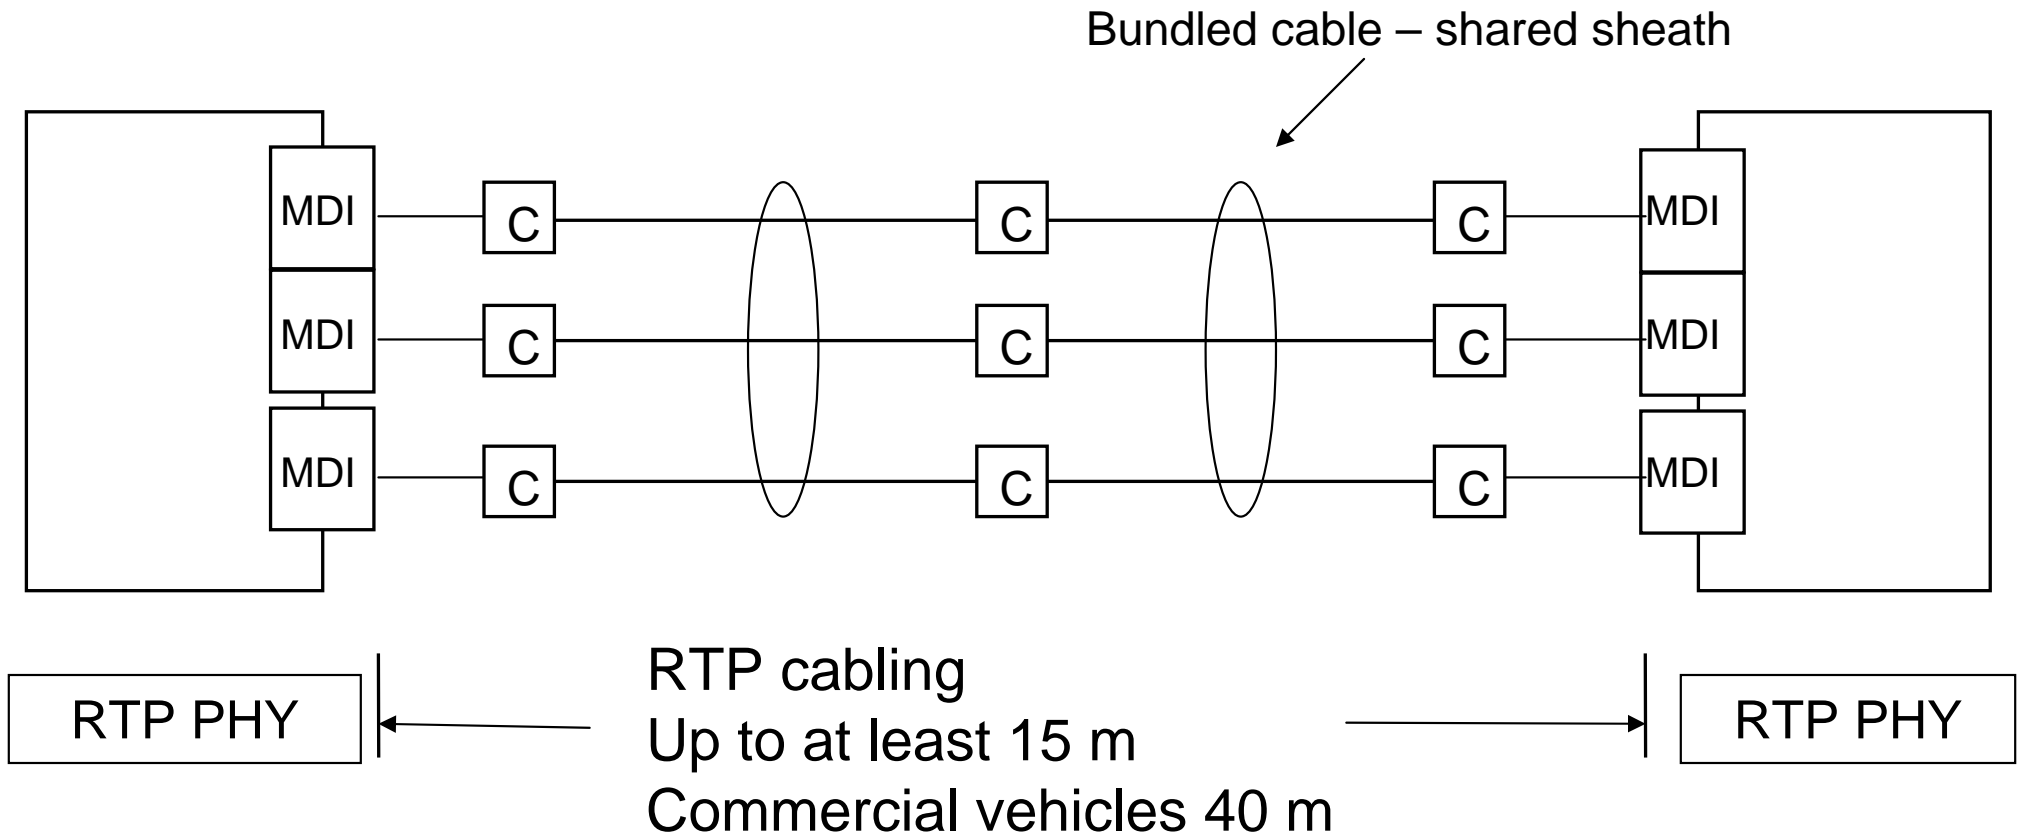 Bundled cable – shared sheath
MDI C C C MDI
MDI C C C MDI
MDI C C C MDI
RTP PHY
RTP cabling
Up to at least 15 m
Commercial vehicles 40 m
RTP PHY